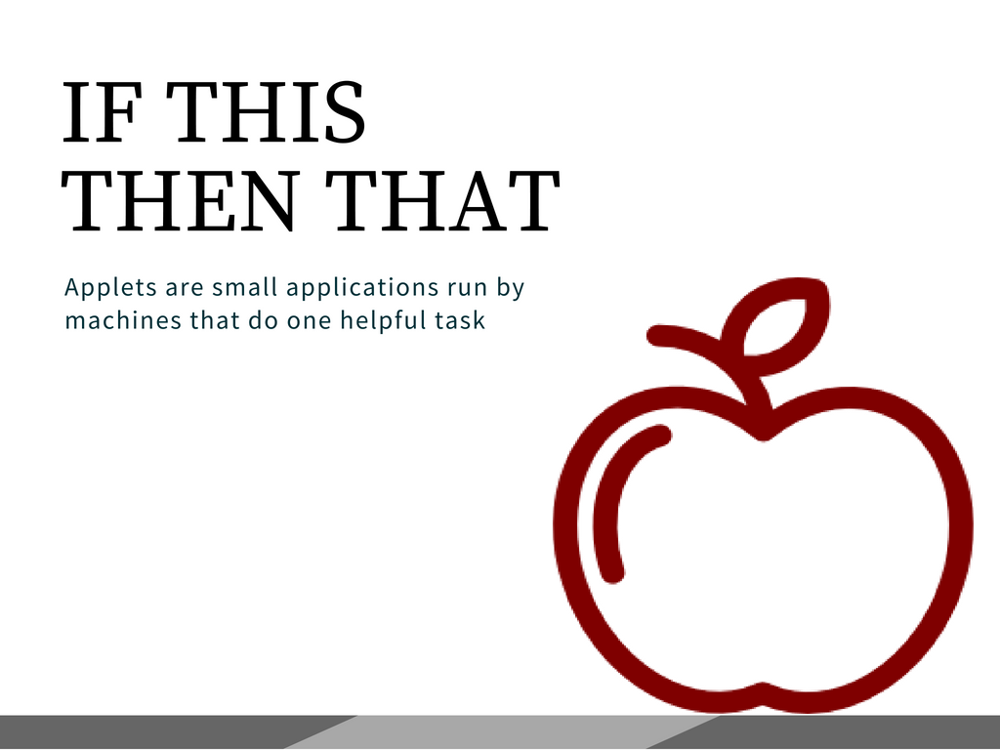 IF THIS
THEN THAT
Applets are small applications run by
machines that do one helpful task